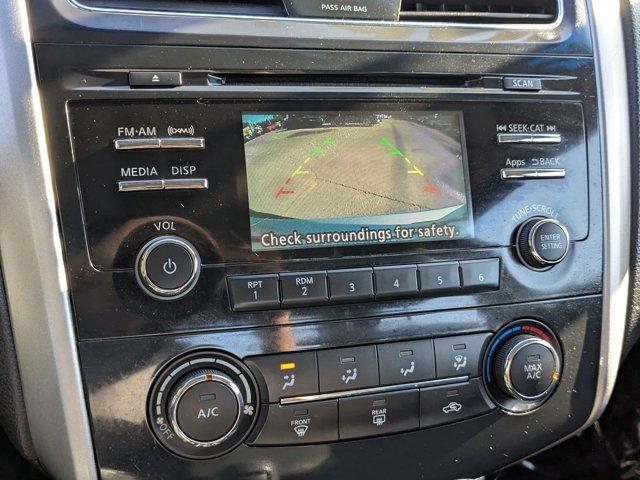 PASS AIR BAG
SCAN
FM·AM ((XM))
MEDIA DISP
SEEK·CAT
Apps BACK
VOL
TUNE·SCROLL
ENTER
SETTING
Check surroundings for safety.
RPT
1
RDM
2
3
4
5
6
A/C
OFF
MAX
A/C
FRONT
REAR